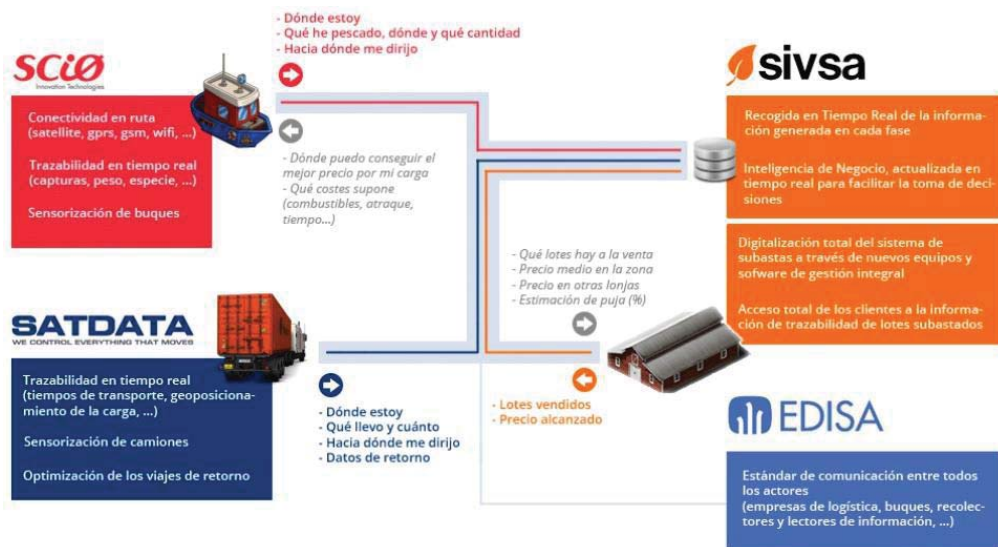 - Dónde estoy
- Qué he pescado, dónde y qué cantidad
- Hacia dónde me dirijo
SCIO
Innovation Technologies
Conectividad en ruta
(satellite, gprs, gsm, wifi, ...)
Trazabilidad en tiempo real
(capturas, peso, especie, ...)
Sensorización de buques
- Dónde puedo conseguir el
mejor precio por mi carga
- Qué costes supone
(combustibles, atraque,
tiempo...)
sivsa
Recogida en Tiempo Real de la informa-
ción generada en cada fase
Inteligencia de Negocio, actualizada en
tiempo real para facilitar la toma de deci-
siones
Digitalización total del sistema de
subastas a través de nuevos equipos y
sofware de gestión integral
Acceso total de los clientes a la informa-
ción de trazabilidad de lotes subastados
- Qué lotes hay a la venta
- Precio medio en la zona
- Precio en otras lonjas
- Estimación de puja (%)
SATDATA
WE CONTROL EVERYTHING THAT MOVES
Trazabilidad en tiempo real
(tiempos de transporte, geoposiciona-
miento de la carga, ...)
Sensorización de camiones
Optimización de los viajes de retorno
- Dónde estoy
- Qué llevo y cuánto
- Hacia dónde me dirijo
- Datos de retorno
- Lotes vendidos
- Precio alcanzado
EDISA
Estándar de comunicación entre todos
los actores
(empresas de logística, buques, recolec-
tores y lectores de información, ...)